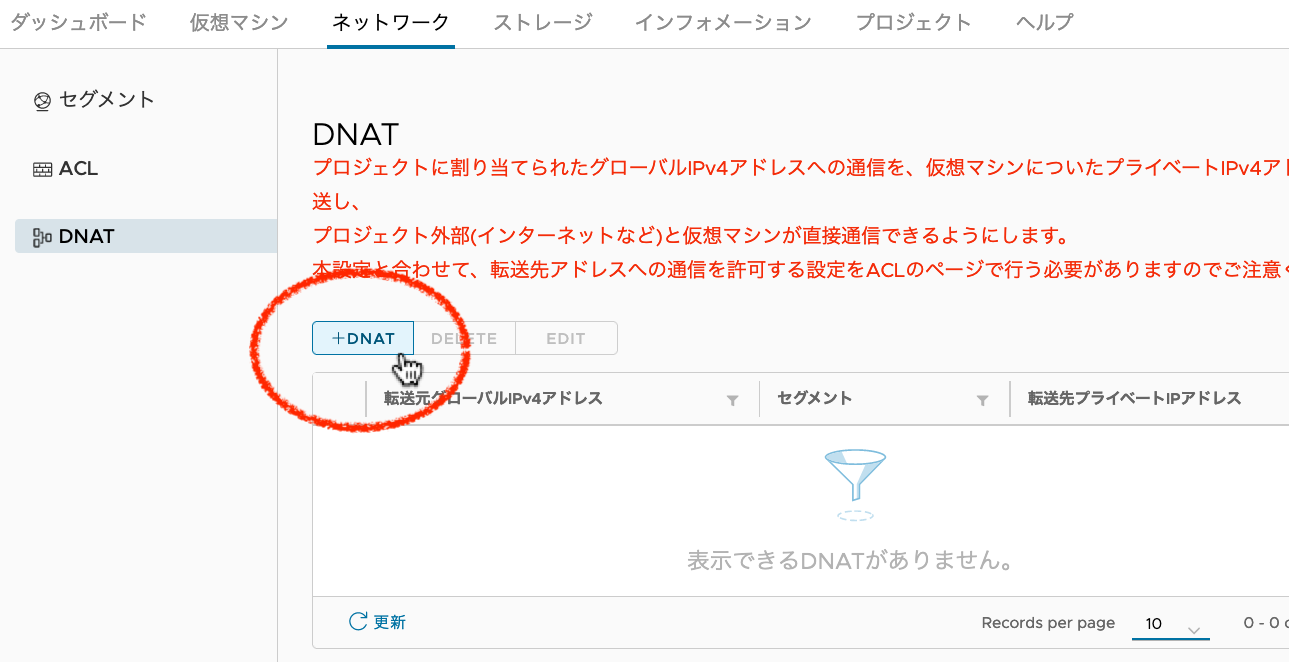 ダッシュボード 仮想マシン ネットワーク ストレージ インフォメーション プロジェクト ヘルプ
セグメント
ACL
DNAT
DNAT
プロジェクトに割り当てられたグローバルIPv4アドレスへの通信を、仮想マシンについたプライベートIPv4アド
送し、
プロジェクト外部(インターネットなど)と仮想マシンが直接通信できるようにします。
本設定と合わせて、転送先アドレスへの通信を許可する設定をACLのページで行う必要がありますのでご注意く
+DNAT DELETE EDIT
転送元グローバルIPv4アドレス セグメント 転送先プライベートIPアドレス
表示できるDNATがありません。
更新 Records per page 10 0 - 0